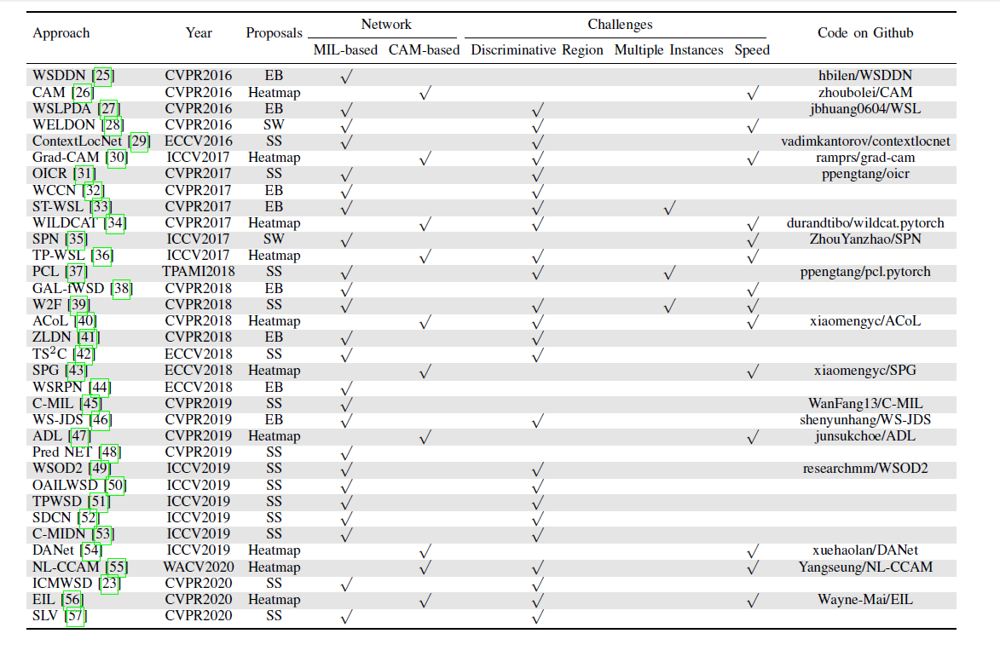 Approach Year Proposals Network Challenges Code on Github
MIL-based CAM-based Discriminative Region Multiple Instances Speed
WSDDN [25] CVPR2016 EB √ hbilen/WSDDN
CAM [26] CVPR2016 Heatmap √ √ zhoubolei/CAM
WSLPDA [27] CVPR2016 EB √ √ jbhuang0604/WSL
WELDON [28] CVPR2016 SW √ √ √
ContextLocNet [29] ECCV2016 SS √ √ vadimkantorov/contextlocnet
Grad-CAM [30] ICCV2017 Heatmap √ √ √ ramprs/grad-cam
OICR [31] CVPR2017 SS √ √ ppengtang/oicr
WCCN [32] CVPR2017 EB √ √
ST-WSL [33] CVPR2017 EB √ √ √
WILDCAT [34] CVPR2017 Heatmap √ √ √ durandtibo/wildcat.pytorch
SPN [35] ICCV2017 SW √ √ ZhouYanzhao/SPN
TP-WSL [36] ICCV2017 Heatmap √ √ √
PCL [37] TPAMI2018 SS √ √ √ ppengtang/pcl.pytorch
GAL-fWSD [38] CVPR2018 EB √ √
W2F [39] CVPR2018 SS √ √ √ √
ACoL [40] CVPR2018 Heatmap √ √ √ xiaomengyc/ACoL
ZLDN [41] CVPR2018 EB √ √
TS²C [42] ECCV2018 SS √ √
SPG [43] ECCV2018 Heatmap √ √ xiaomengyc/SPG
WSRPN [44] ECCV2018 EB √
C-MIL [45] CVPR2019 SS √ WanFang13/C-MIL
WS-JDS [46] CVPR2019 EB √ √ shenyunhang/WS-JDS
ADL [47] CVPR2019 Heatmap √ √ junsukchoe/ADL
Pred NET [48] CVPR2019 SS √
WSOD2 [49] ICCV2019 SS √ √ researchmm/WSOD2
OAILWSD [50] ICCV2019 SS √ √
TPWSD [51] ICCV2019 SS √ √
SDCN [52] ICCV2019 SS √ √
C-MIDN [53] ICCV2019 SS √ √
DANet [54] ICCV2019 Heatmap √ √ xuehaolan/DANet
NL-CCAM [55] WACV2020 Heatmap √ √ √ Yangseung/NL-CCAM
ICMWSD [23] CVPR2020 SS √ √
EIL [56] CVPR2020 Heatmap √ √ √ Wayne-Mai/EIL
SLV [57] CVPR2020 SS √ √